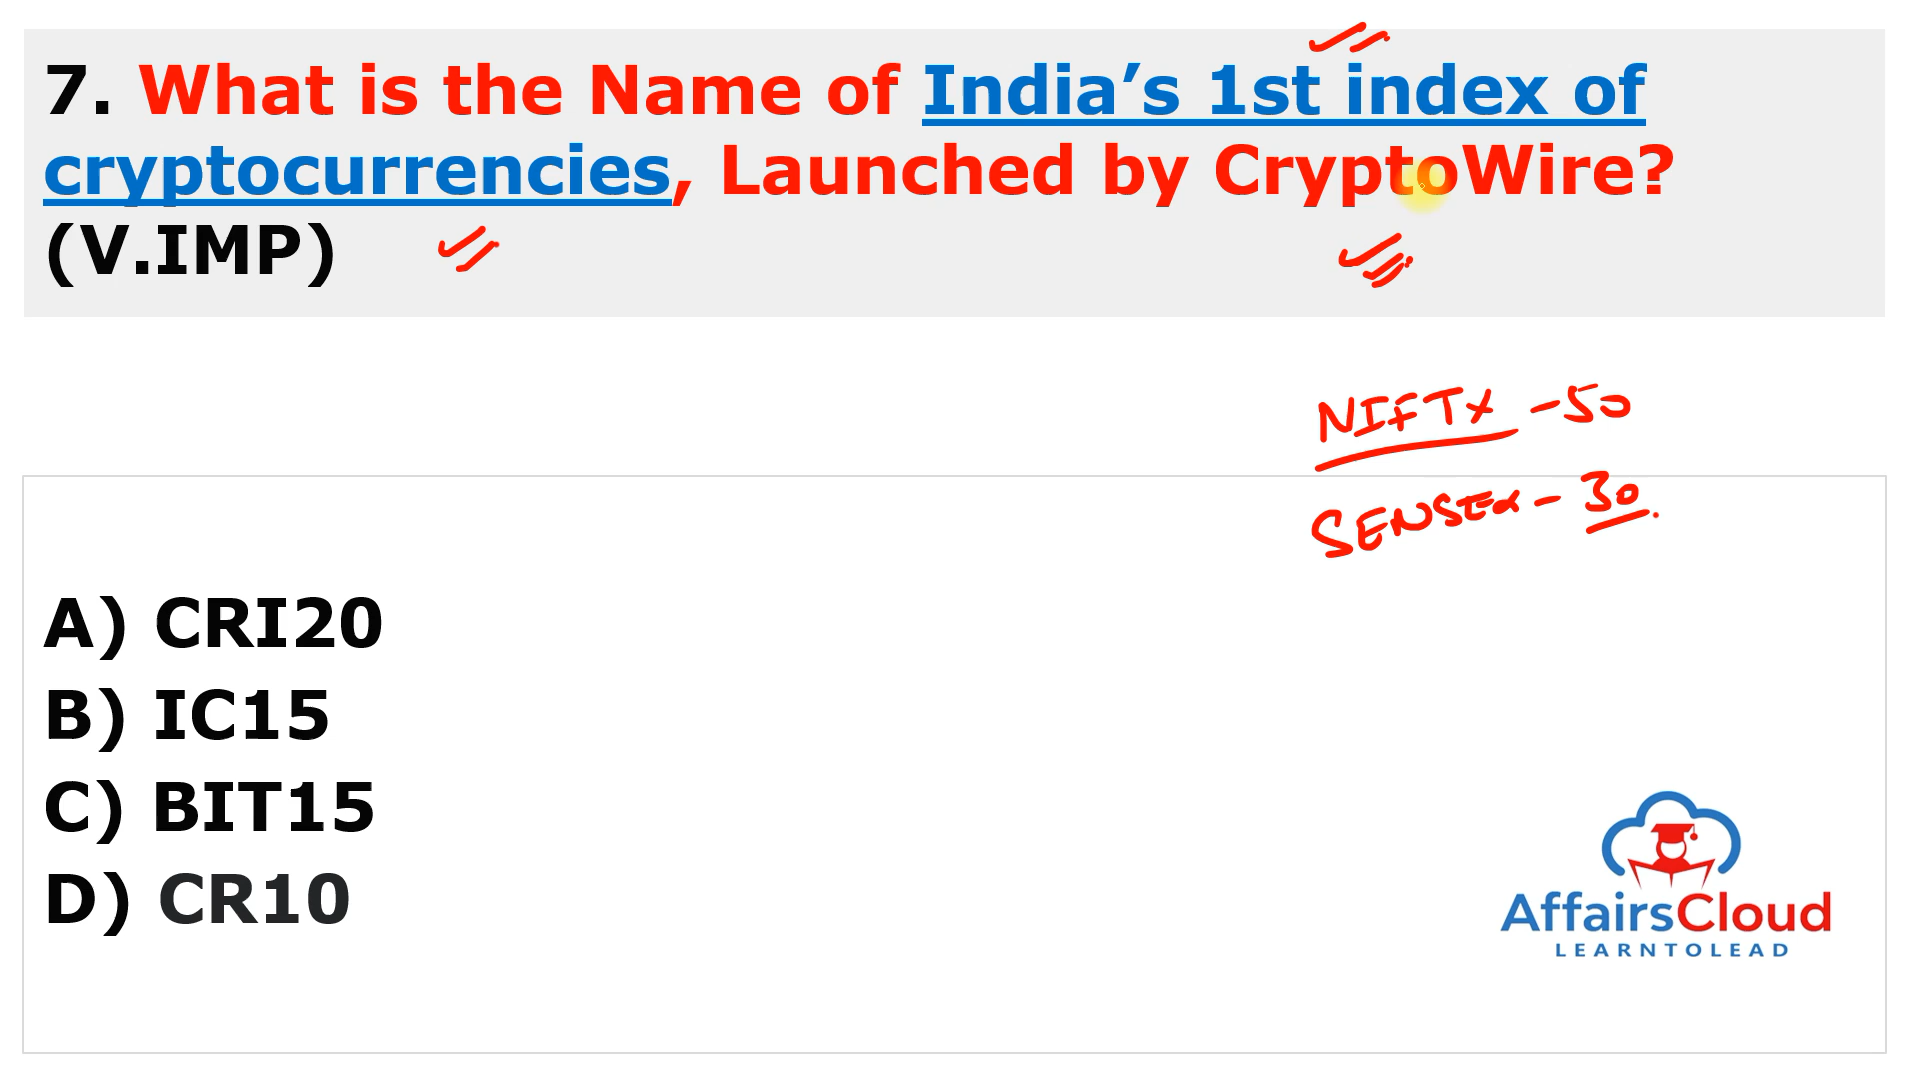 7. What is the Name of India’s 1st index of
cryptocurrencies, Launched by CryptoWire?
(V.IMP)
NIFTY -50
SENSEX - 30.
A) CRI20
B) IC15
C) BIT15
D) CR10
AffairsCloud
LEARNTOLEAD